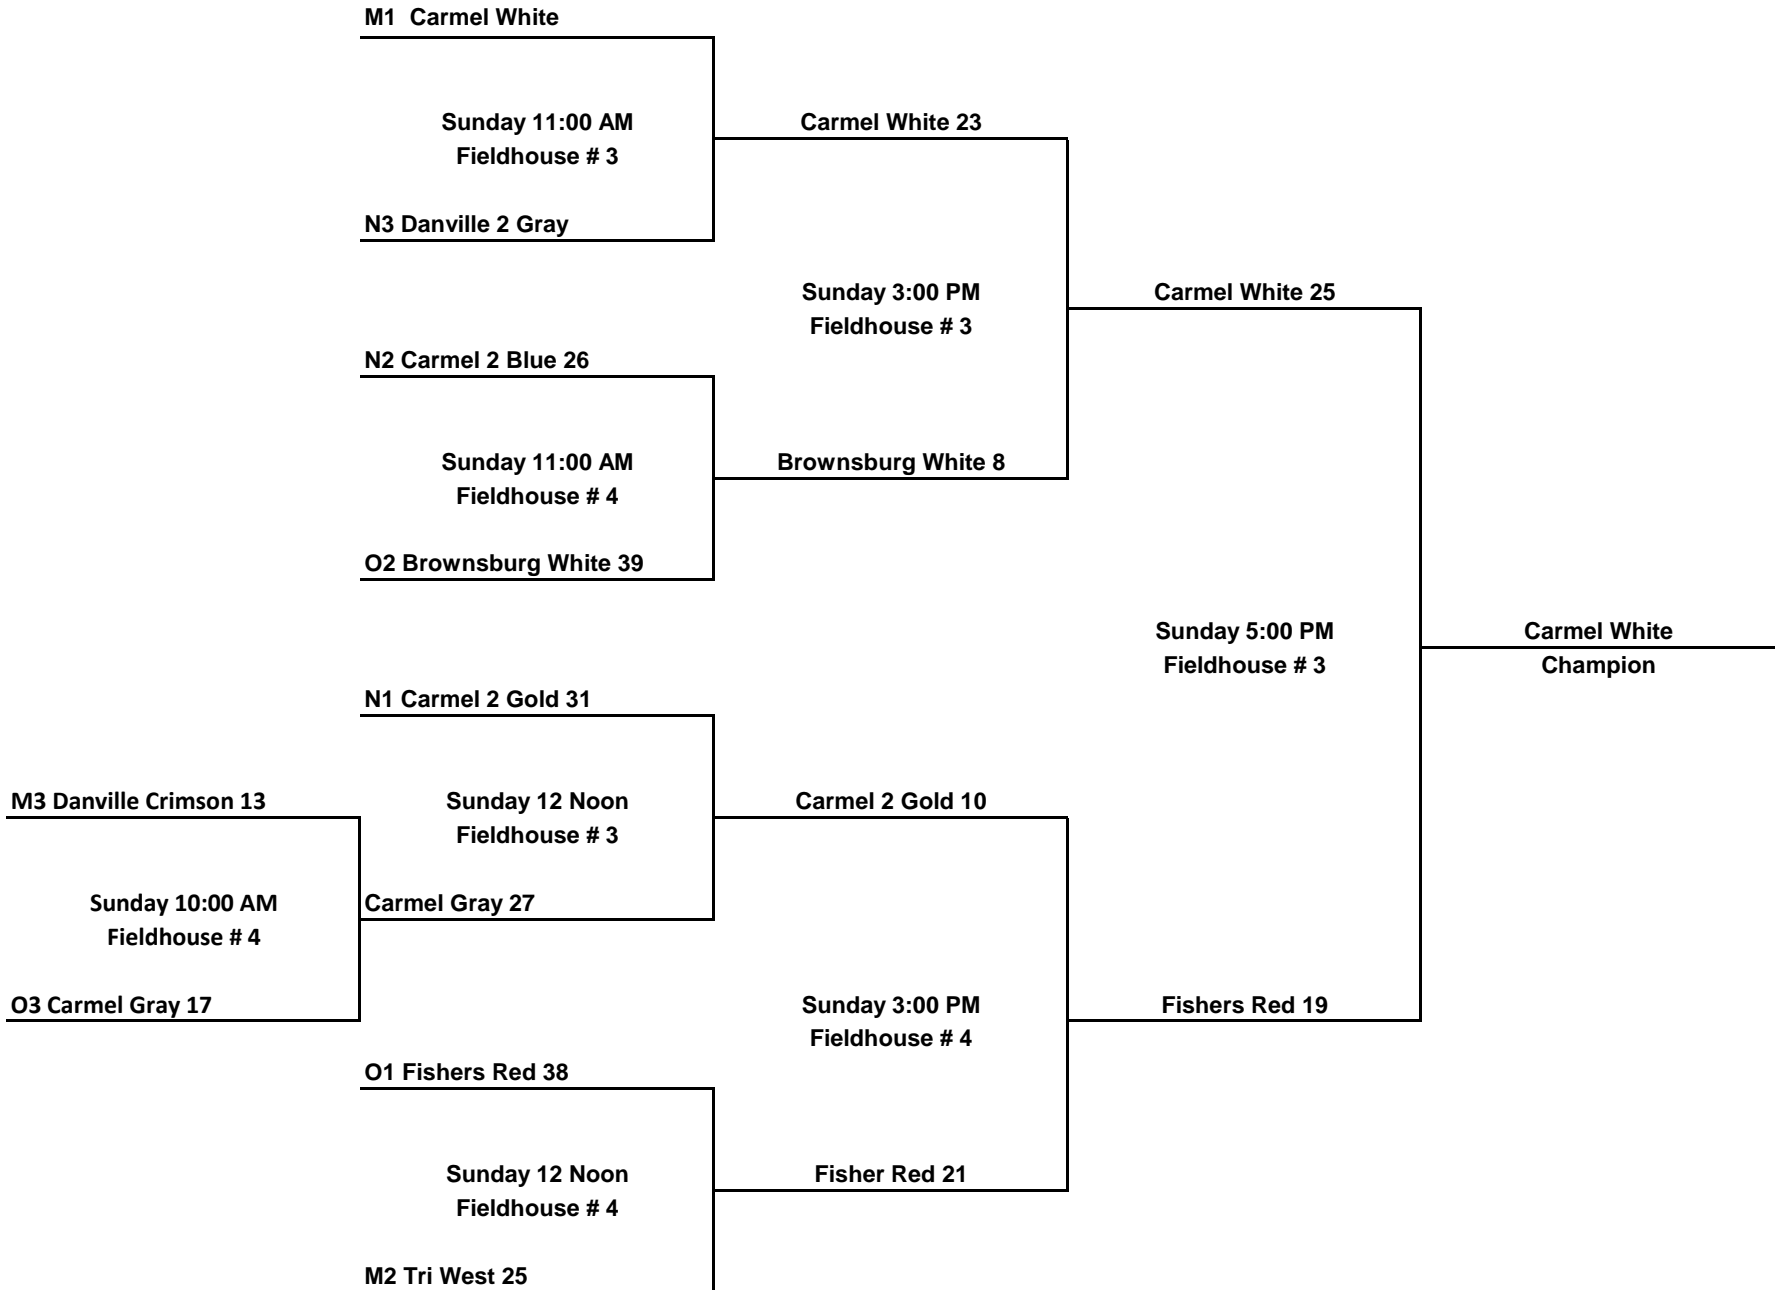 M1  Carmel White
Sunday 11:00 AM
Fieldhouse # 3
Carmel White 23
N3 Danville 2 Gray
Sunday 3:00 PM
Fieldhouse # 3
Carmel White 25
N2 Carmel 2 Blue 26
Sunday 11:00 AM
Fieldhouse # 4
Brownsburg White 8
O2 Brownsburg White 39
Sunday 5:00 PM
Fieldhouse # 3
Carmel White
Champion
N1 Carmel 2 Gold 31
M3 Danville Crimson 13
Sunday 12 Noon
Fieldhouse # 3
Carmel 2 Gold 10
Sunday 10:00 AM
Fieldhouse # 4
Carmel Gray 27
O3 Carmel Gray 17
Sunday 3:00 PM
Fieldhouse # 4
Fishers Red 19
O1 Fishers Red 38
Sunday 12 Noon
Fieldhouse # 4
Fisher Red 21
M2 Tri West 25